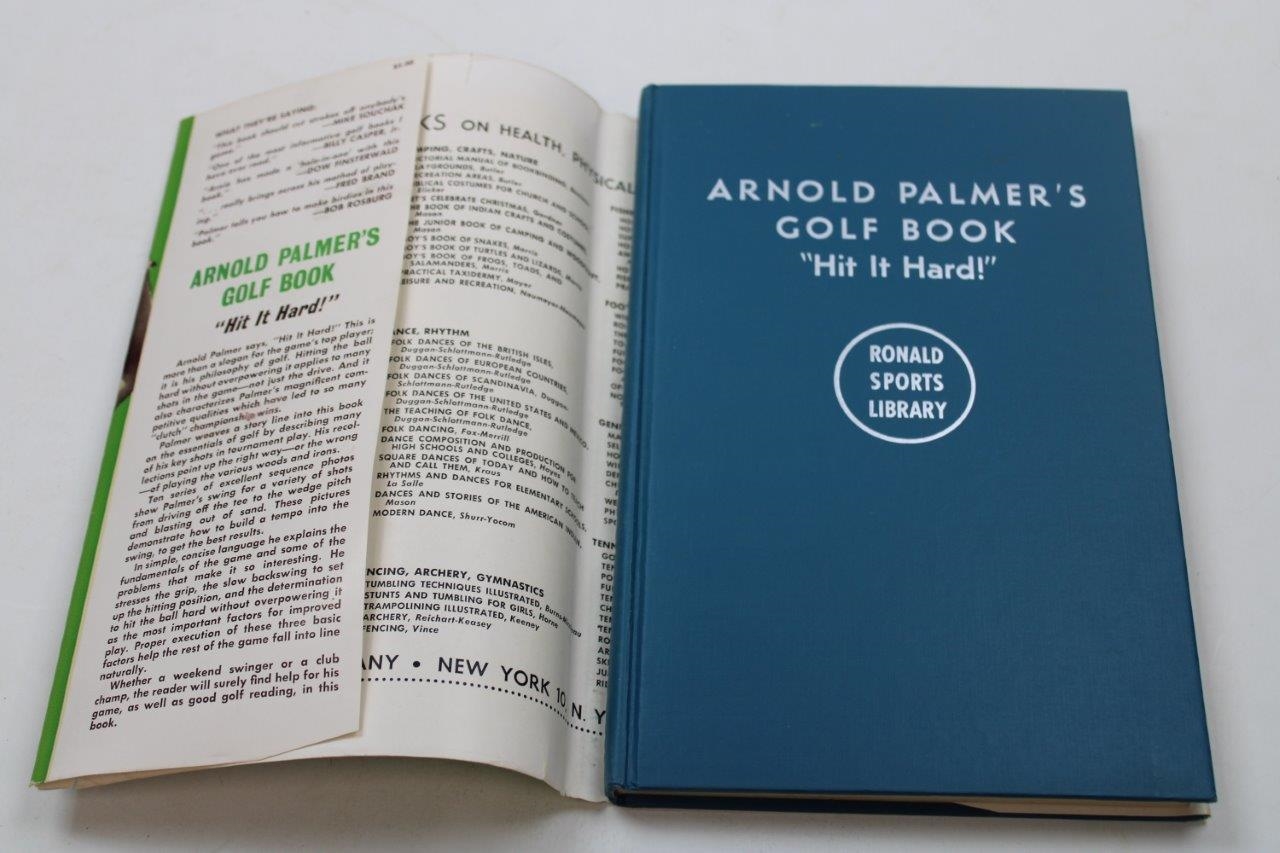 WHAT THEY'RE SAYING:
"This book should cut strokes off anybody's
game."
—MIKE SOUCHAK
"One of the most informative golf books I
have ever read."
—BILLY CASPER, Jr.
"Arnie has made a 'hole-in-one' with this
book."
—DOW FINSTERWALD
". . . really brings across his method of play-
ing.
—FRED BRAND
"Palmer tells you how to make birdies in this
book."
—BOB ROSBURG
ARNOLD PALMER'S
GOLF BOOK
"Hit It Hard!"
Arnold Palmer says, "Hit It Hard!" This is
more than a slogan for the game's top player;
it is his philosophy of golf. Hitting the ball
hard without overpowering it applies to many
shots in the game—not just the drive. And it
also characterizes Palmer's magnificent com-
petitive qualities which have led to so many
"clutch" championship wins.
Palmer weaves a story line into this book
on the essentials of golf by describing many
of his key shots in tournament play. His recol-
lections point up the right way—or the wrong
—of playing the various woods and irons.
Ten series of excellent sequence photos
show Palmer's swing for a variety of shots
from driving off the tee to the wedge pitch
and blasting out of sand. These pictures
demonstrate how to build a tempo into the
swing, to get the best results.
In simple, concise language he explains the
fundamentals of the game and some of the
problems that make it so interesting. He
stresses the grip, the slow backswing to set
up the hitting position, and the determination
to hit the ball hard without overpowering it
as the most important factors for improved
play. Proper execution of these three basic
factors help the rest of the game fall into line
naturally.
Whether a weekend swinger or a club
champ, the reader will surely find help for his
game, as well as good golf reading, in this
book.
KS ON HEALTH, PHYSICAL
MPING, CRAFTS, NATURE
CTORIAL MANUAL OF BOOKBINDING,
AYGROUNDS, Butler
CREATION AREAS, Butler
BLICAL COSTUMES FOR CHURCH AND SCHOOL,
Slicker
T'S CELEBRATE CHRISTMAS, Gardner
HE BOOK OF INDIAN CRAFTS AND COSTUMES,
Mason
HE JUNIOR BOOK OF CAMPING AND WOODCRAFT,
Mason
OY'S BOOK OF SNAKES, Morris
OY'S BOOK OF TURTLES AND LIZARDS, Morris
OY'S BOOK OF FROGS, TOADS, AND
SALAMANDERS, Morris
RACTICAL TAXIDERMY, Moyer
EISURE AND RECREATION, Neumeyer-Neumeyer
NCE, RHYTHM
FOLK DANCES OF THE BRITISH ISLES,
Duggan-Schlottmann-Rutledge
FOLK DANCES OF EUROPEAN COUNTRIES,
Duggan-Schlottmann-Rutledge
FOLK DANCES OF SCANDINAVIA, Duggan-
Schlottmann-Rutledge
FOLK DANCES OF THE UNITED STATES AND MEXICO,
Duggan-Schlottmann-Rutledge
THE TEACHING OF FOLK DANCE,
Duggan-Schlottmann-Rutledge
FOLK DANCING, Fox-Merrill
DANCE COMPOSITION AND PRODUCTION FOR
HIGH SCHOOLS AND COLLEGES, Hayes
SQUARE DANCES OF TODAY AND HOW TO TEACH
AND CALL THEM, Kraus
RHYTHMS AND DANCES FOR ELEMENTARY SCHOOLS,
La Salle
DANCES AND STORIES OF THE AMERICAN INDIAN,
Mason
MODERN DANCE, Shurr-Yocom
ENCING, ARCHERY, GYMNASTICS
TUMBLING TECHNIQUES ILLUSTRATED,
STUNTS AND TUMBLING FOR GIRLS, Horne
TRAMPOLINING ILLUSTRATED, Keeney
ARCHERY, Reichart-Keasey
FENCING, Vince
ANY • NEW YORK 10, N. Y
ARNOLD PALMER'S
GOLF BOOK
"Hit It Hard!"
RONALD
SPORTS
LIBRARY